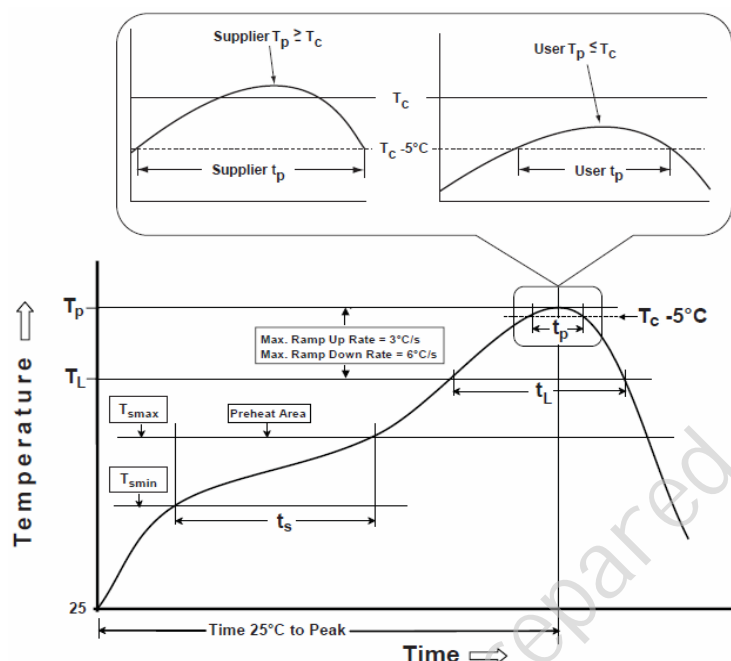 Supplier Tp ≥ Tc
User Tp ≤ Tc
Tc
Tc -5°C
Supplier tp
User tp
Tp
Tc -5°C
tp
Max. Ramp Up Rate = 3°C/s
Max. Ramp Down Rate = 6°C/s
TL
tL
Tsmax
Preheat Area
Tsmin
ts
Temperature
25
Time 25°C to Peak
Time
epared